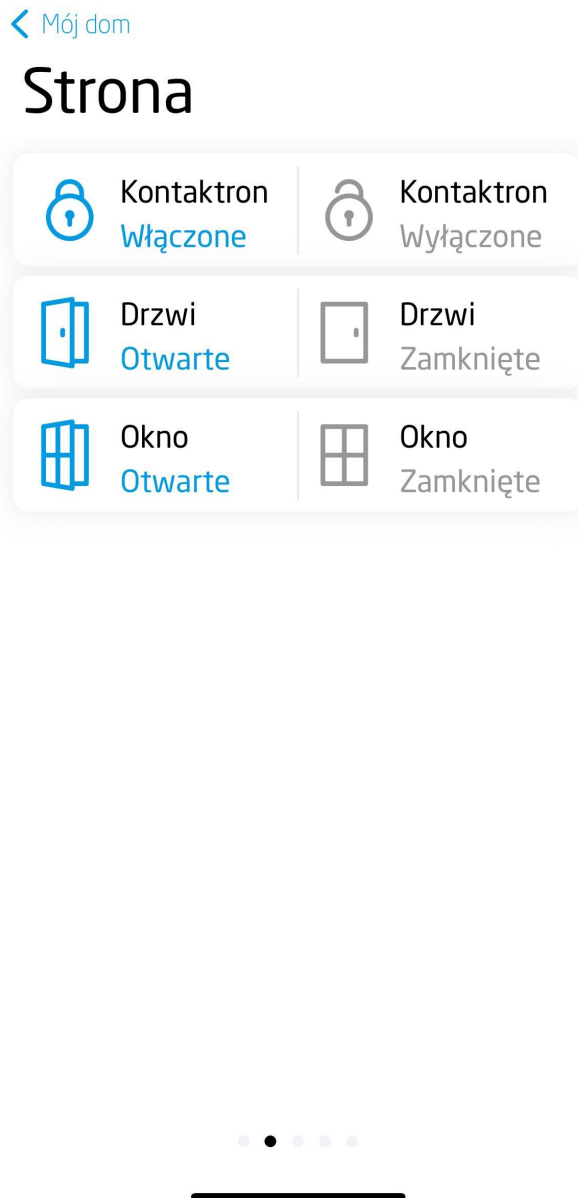 Mój dom
Strona
Kontaktron Kontaktron
Włączone Wyłączone
Drzwi Drzwi
Otwarte Zamknięte
Okno Okno
Otwarte Zamknięte